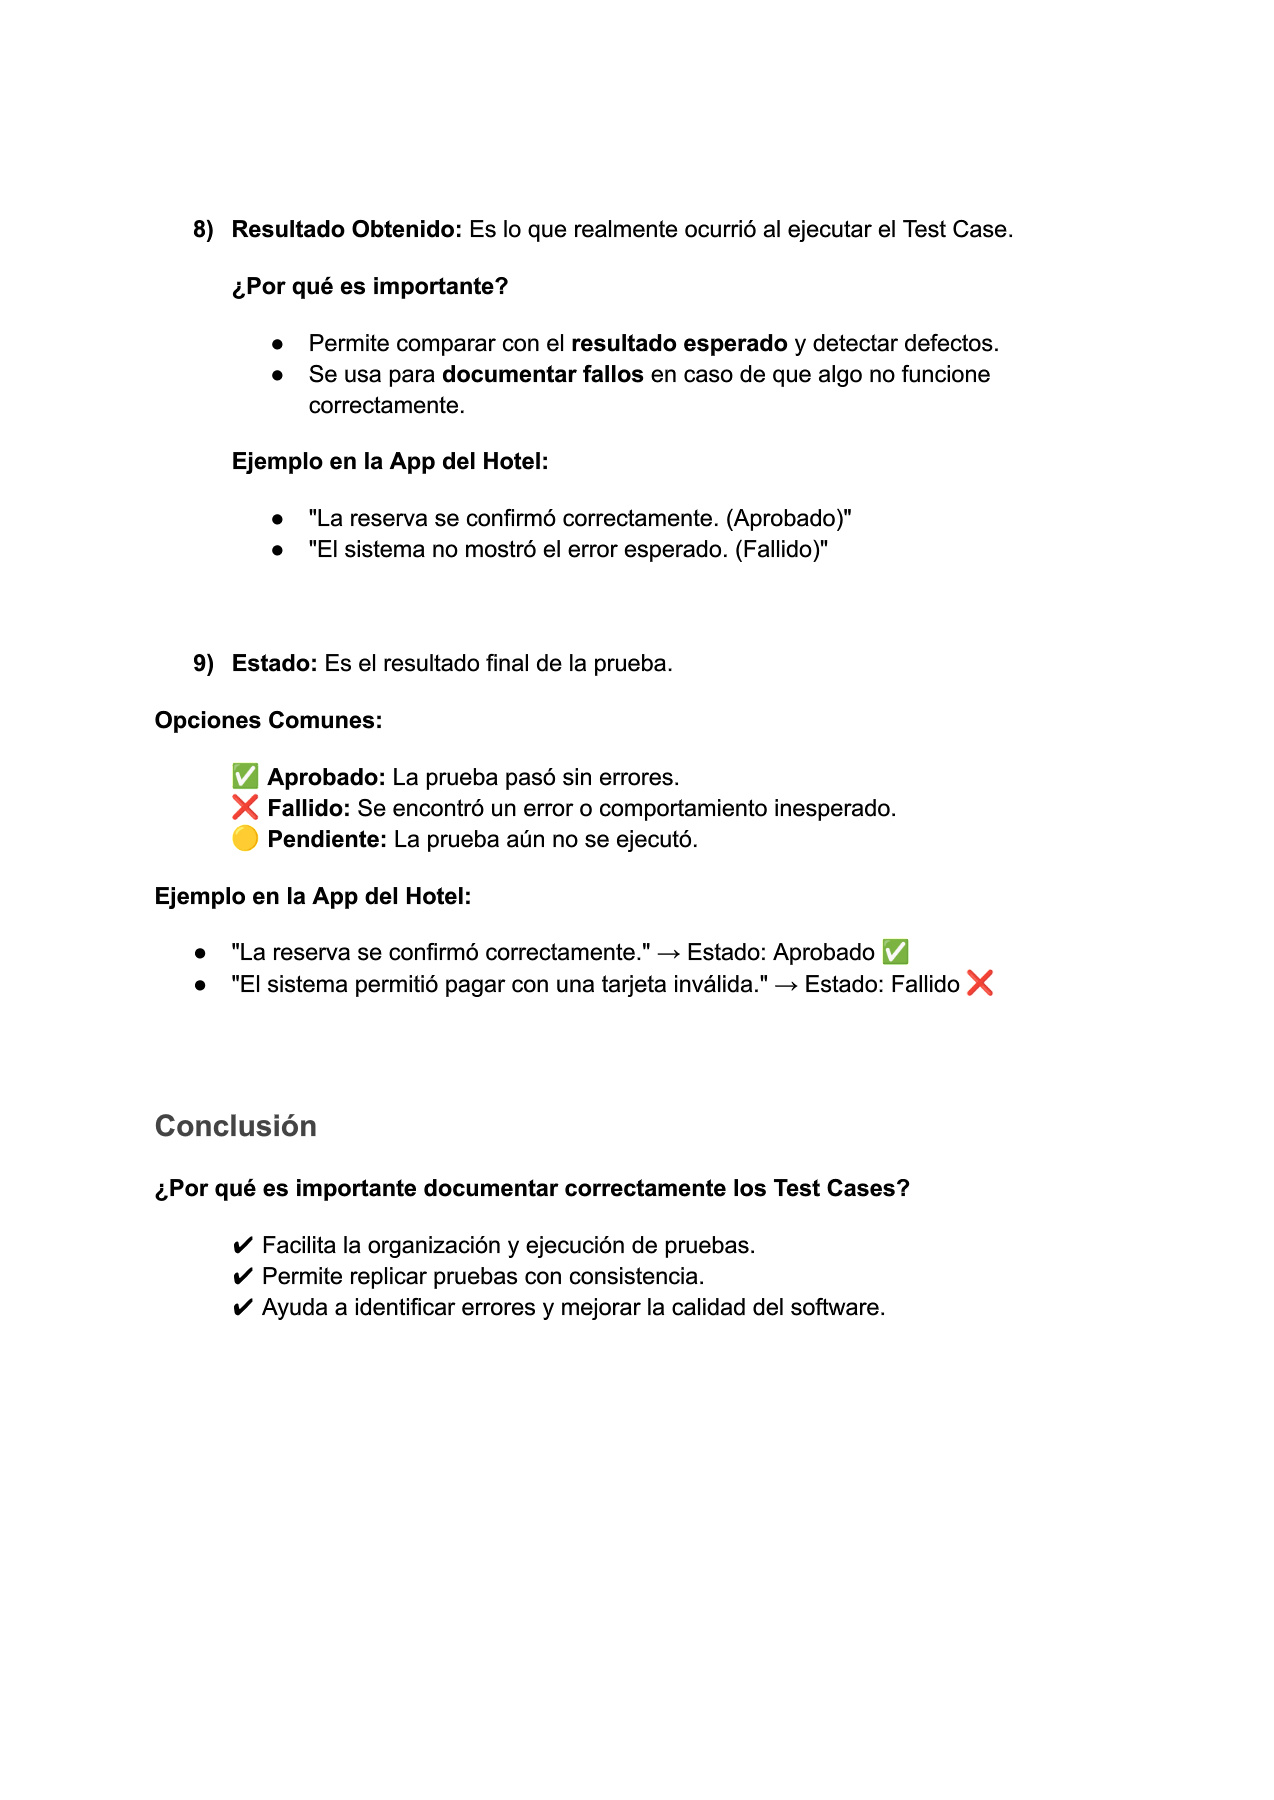 8) Resultado Obtenido: Es lo que realmente ocurrió al ejecutar el Test Case.
¿Por qué es importante?
● Permite comparar con el resultado esperado y detectar defectos.
● Se usa para documentar fallos en caso de que algo no funcione
correctamente.
Ejemplo en la App del Hotel:
● "La reserva se confirmó correctamente. (Aprobado)"
● "El sistema no mostró el error esperado. (Fallido)"
9) Estado: Es el resultado final de la prueba.
Opciones Comunes:
✅ Aprobado: La prueba pasó sin errores.
❌ Fallido: Se encontró un error o comportamiento inesperado.
🟡 Pendiente: La prueba aún no se ejecutó.
Ejemplo en la App del Hotel:
● "La reserva se confirmó correctamente." → Estado: Aprobado ✅
● "El sistema permitió pagar con una tarjeta inválida." → Estado: Fallido ❌
Conclusión
¿Por qué es importante documentar correctamente los Test Cases?
✔ Facilita la organización y ejecución de pruebas.
✔ Permite replicar pruebas con consistencia.
✔ Ayuda a identificar errores y mejorar la calidad del software.